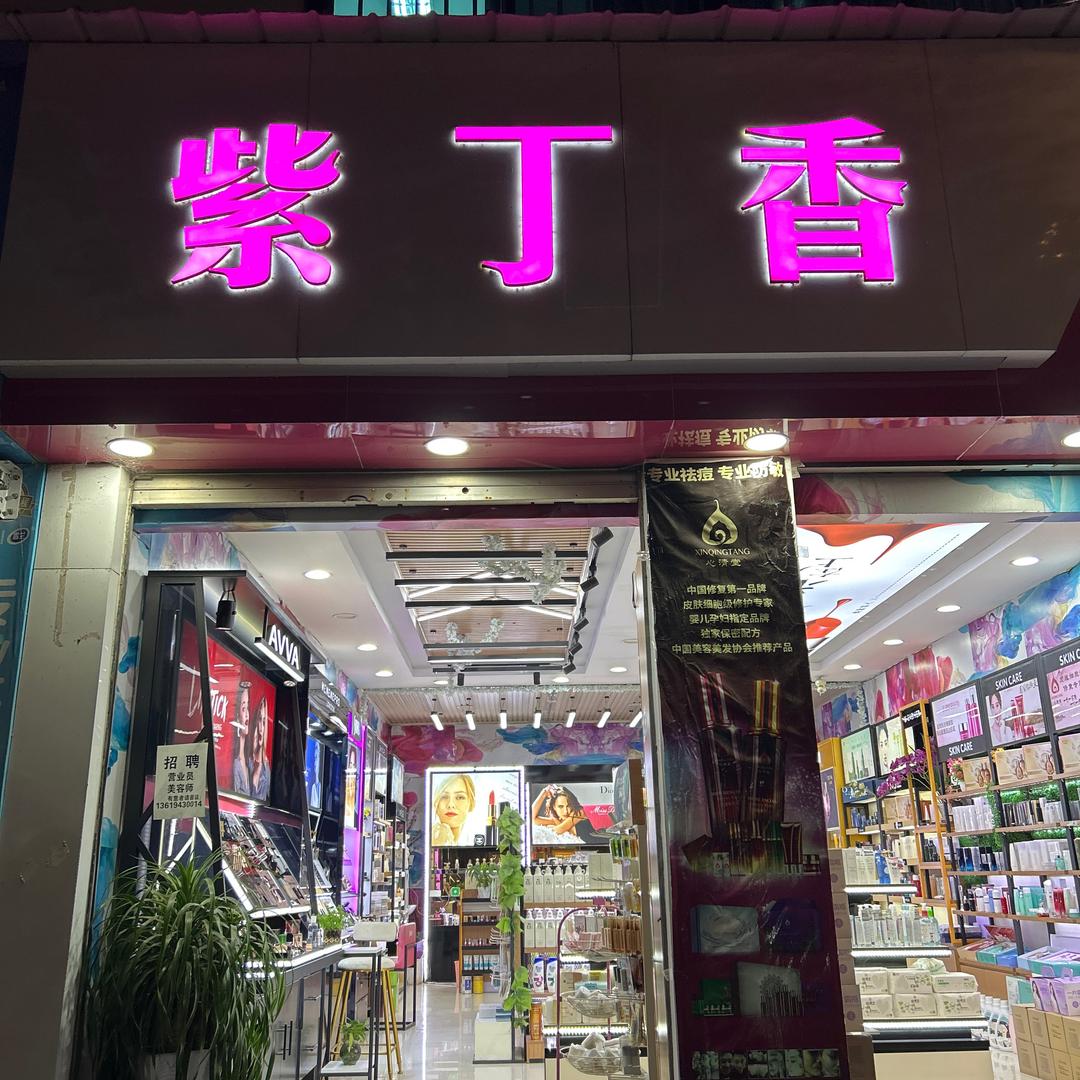 紫丁香
专业祛痘 专业防敏
XINQINGTANG
心清堂
中国修复第一品牌
皮肤细胞级修护专家
婴儿孕妇指定品牌
独家保密配方
中国美容美发协会推荐产品
AVVA
招聘
营业员
美容师
13619430014
Dior
SKIN CARE
SKIN CARE
SKIN CARE